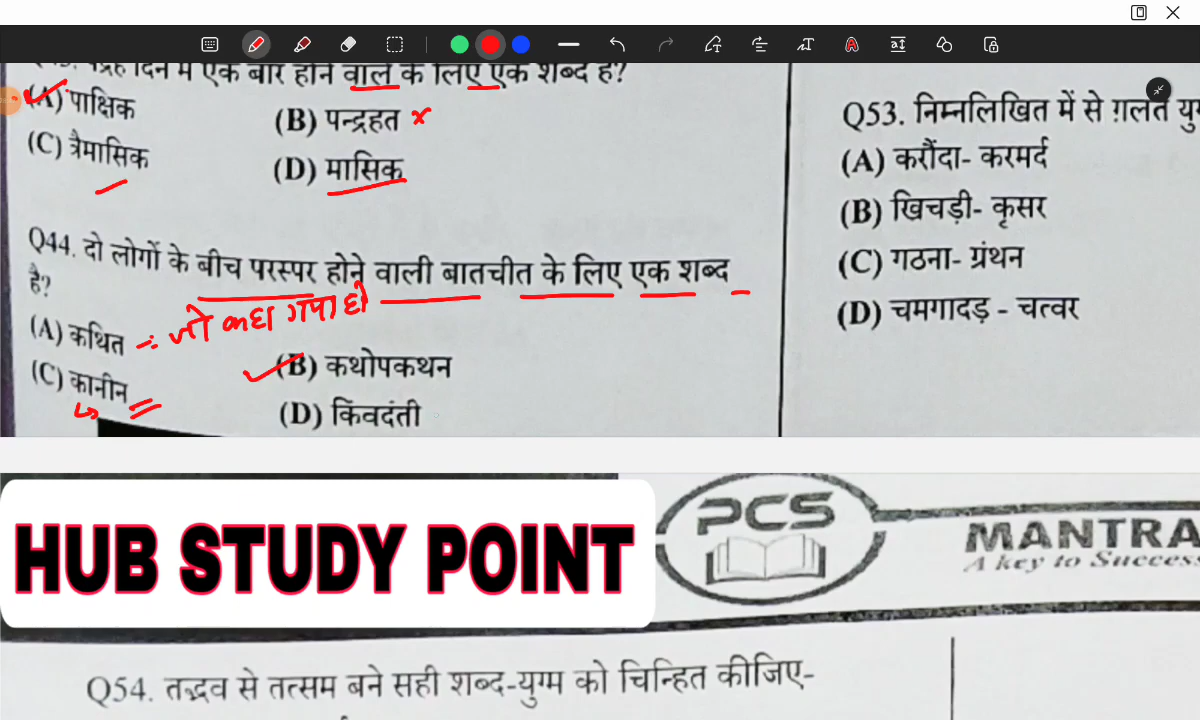 पंद्रह दिन में एक बार होने वाले के लिए एक शब्द है?
(A) पाक्षिक
(B) पन्द्रहत ×
(C) त्रैमासिक
(D) मासिक
Q44. दो लोगों के बीच परस्पर होने वाली बातचीत के लिए एक शब्द
है?
(A) कथित
जो कहा गया हो
(B) कथोपकथन
(C) कानीन
(D) किंवदंती
Q53. निम्नलिखित में से ग़लत यु
(A) करौंदा- करमर्द
(B) खिचड़ी- कृसर
(C) गठना- ग्रंथन
(D) चमगादड़ - चत्वर
HUB STUDY POINT
PCS
MANTRA
A key to Success
Q54. तद्भव से तत्सम बने सही शब्द-युग्म को चिन्हित कीजिए-